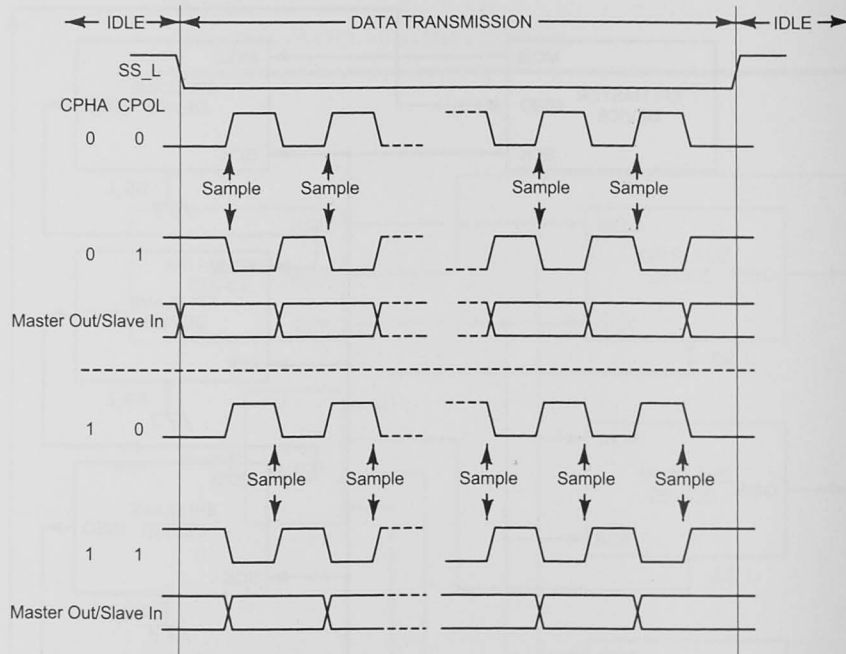 IDLE DATA TRANSMISSION IDLE
SS_L
CPHA CPOL
0 0
Sample Sample Sample Sample
0 1
Master Out/Slave In
1 0
Sample Sample Sample Sample Sample
1 1
Master Out/Slave In